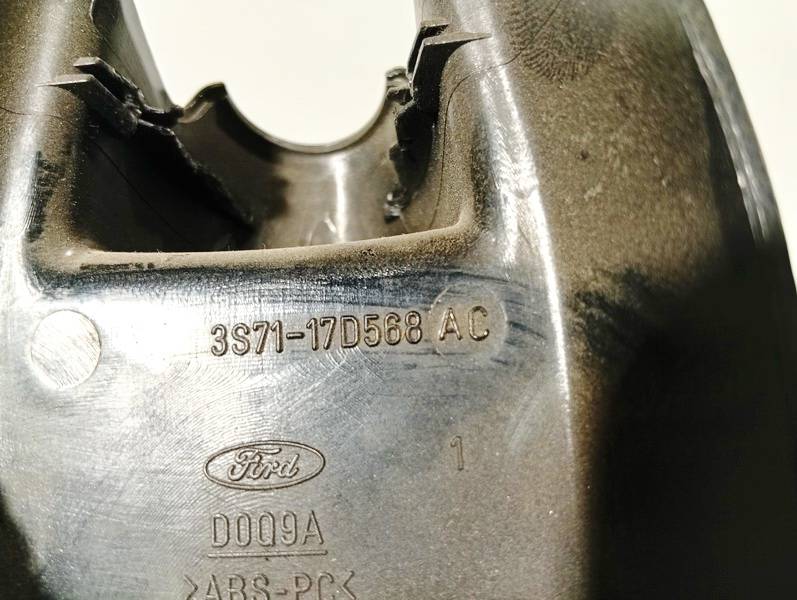 3S71-17D568 AC
Ford
1
D0Q9A
>ABS-PC<